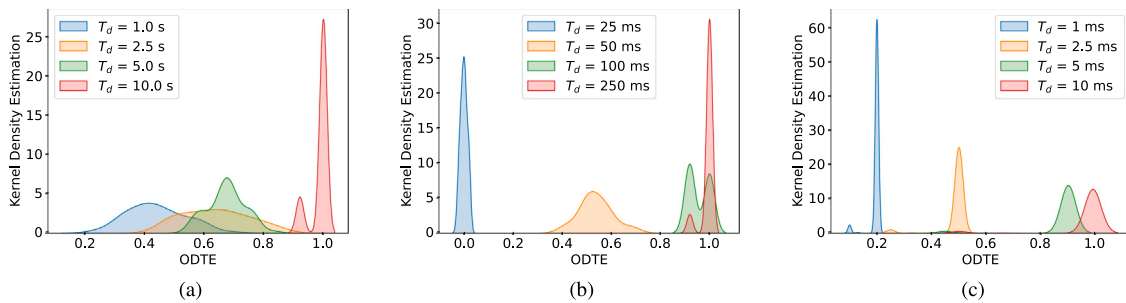 Kernel Density Estimation
25
20
15
10
5
0
T_d = 1.0 s
T_d = 2.5 s
T_d = 5.0 s
T_d = 10.0 s
0.2 0.4 0.6 0.8 1.0
ODTE
(a)
Kernel Density Estimation
30
25
20
15
10
5
0
T_d = 25 ms
T_d = 50 ms
T_d = 100 ms
T_d = 250 ms
0.0 0.2 0.4 0.6 0.8 1.0
ODTE
(b)
Kernel Density Estimation
60
50
40
30
20
10
0
T_d = 1 ms
T_d = 2.5 ms
T_d = 5 ms
T_d = 10 ms
0.2 0.4 0.6 0.8 1.0
ODTE
(c)